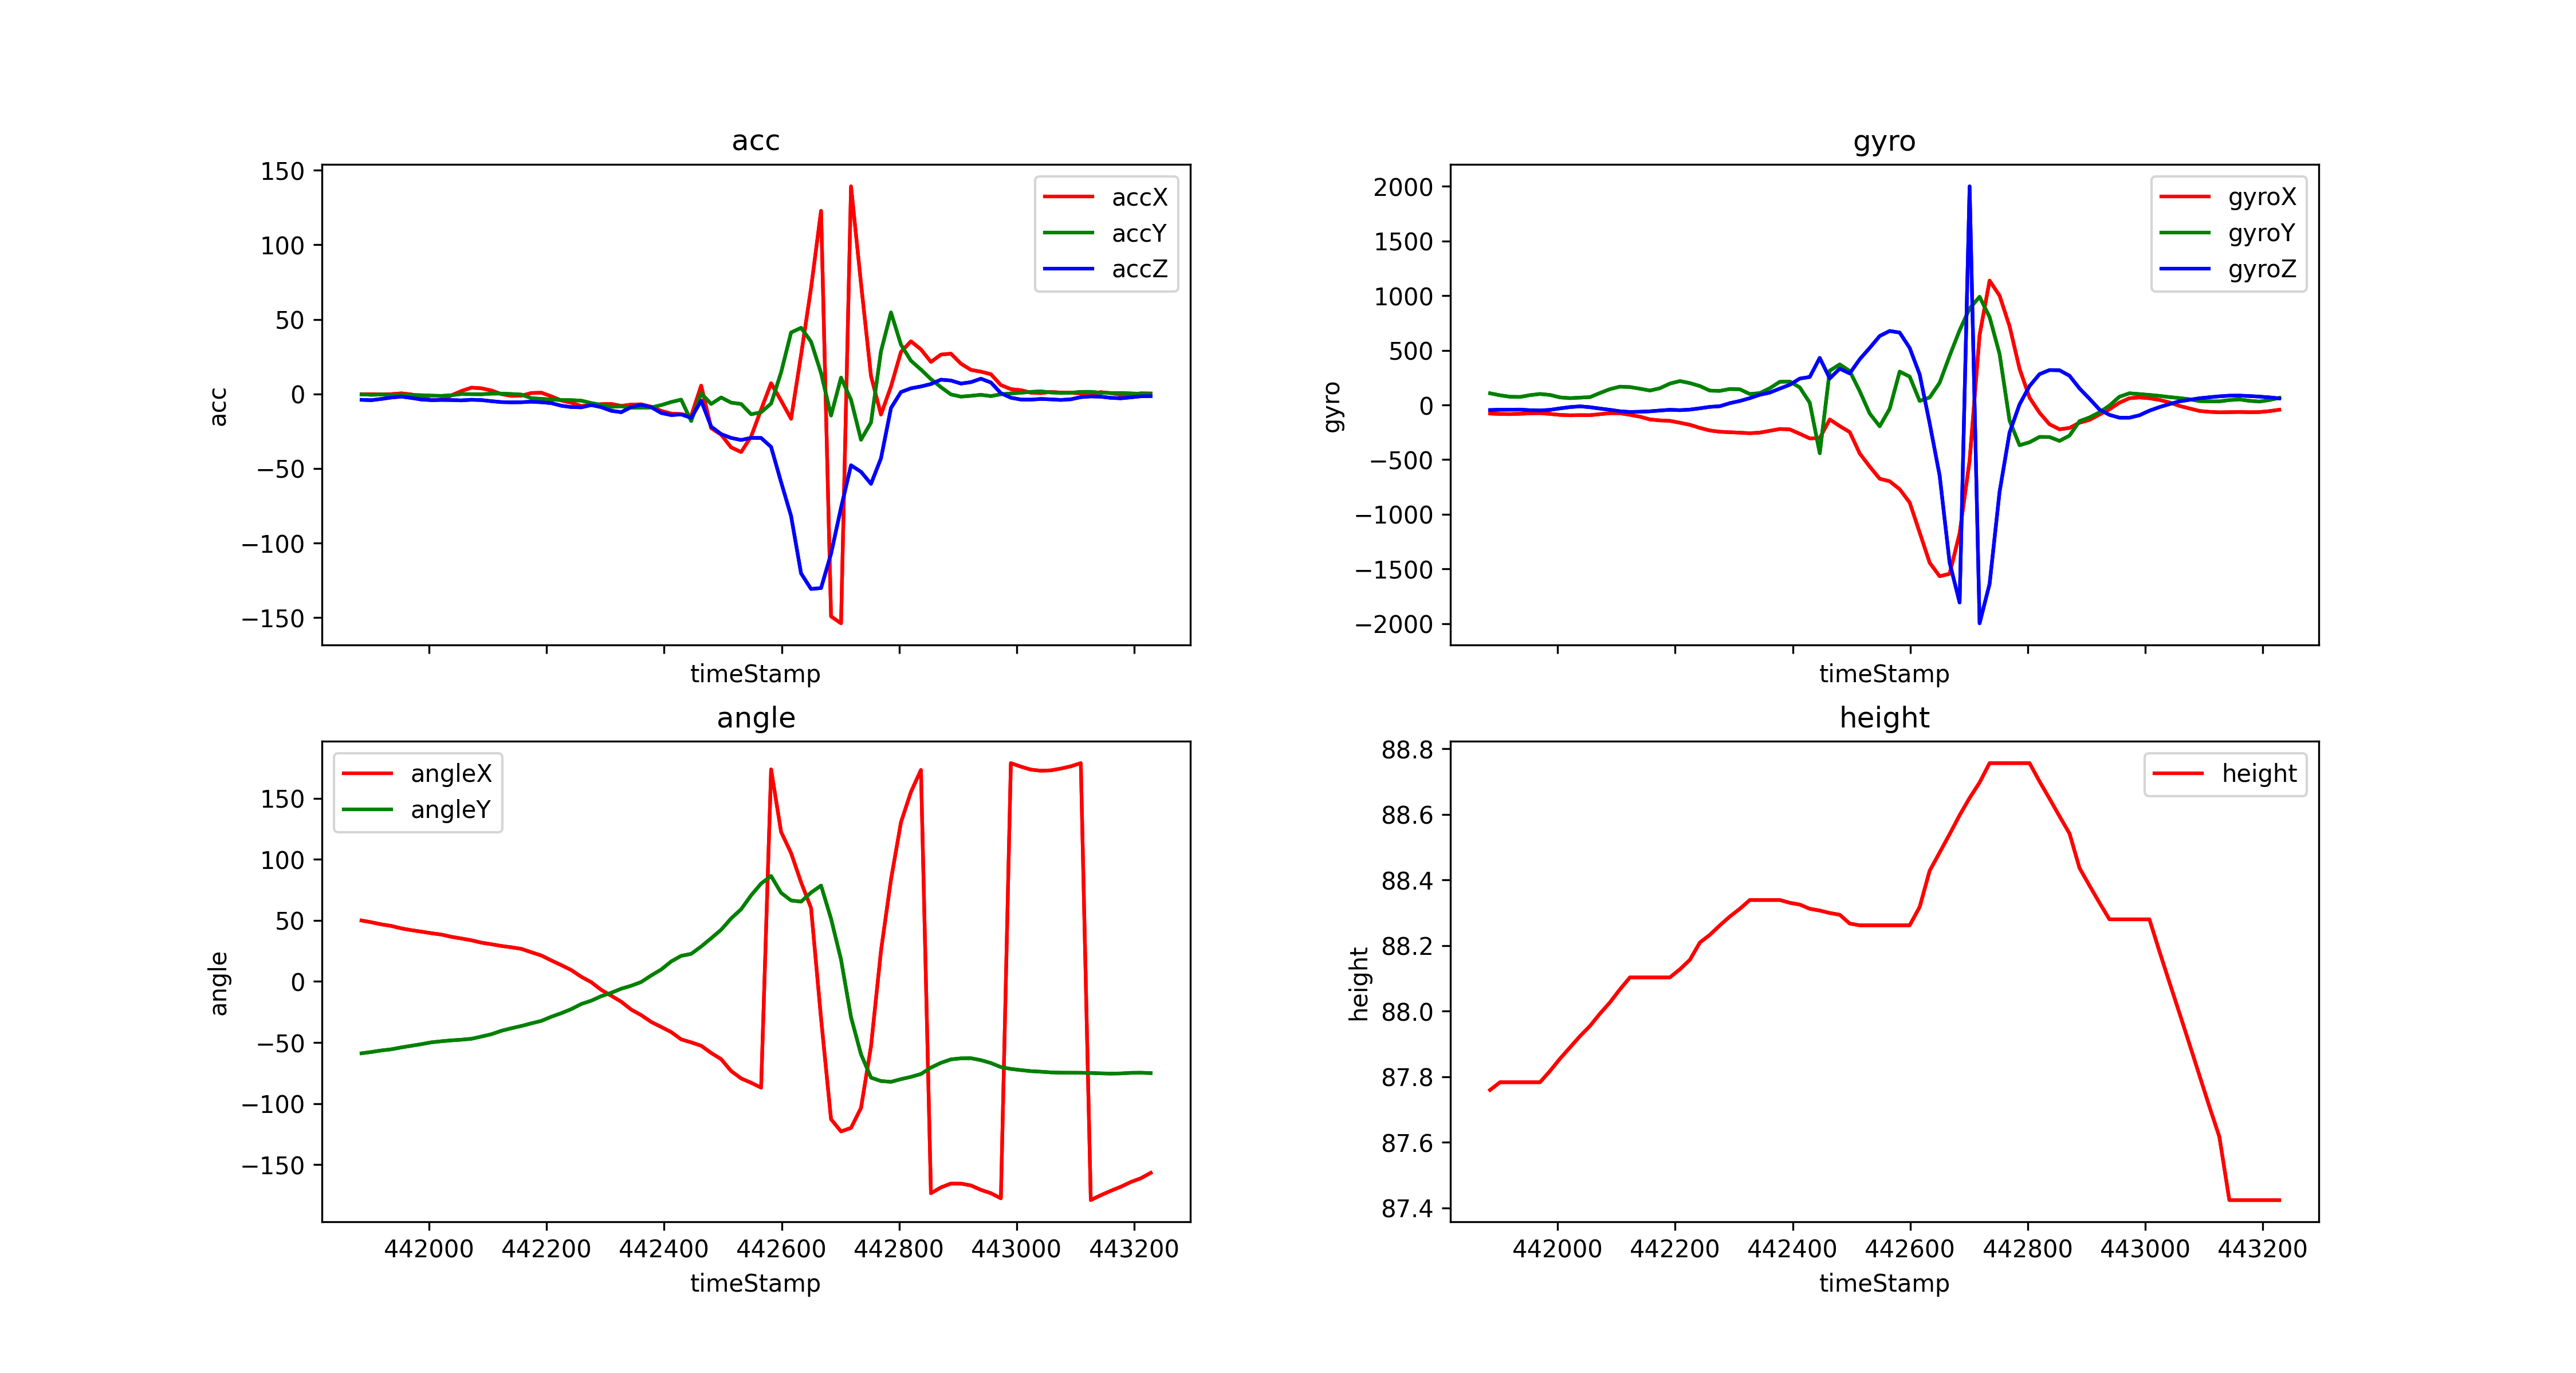 acc
150
100
50
0
−50
−100
−150
acc
accX
accY
accZ
timeStamp
gyro
2000
1500
1000
500
0
−500
−1000
−1500
−2000
gyro
gyroX
gyroY
gyroZ
timeStamp
angle
150
100
50
0
−50
−100
−150
angle
angleX
angleY
442000 442200 442400 442600 442800 443000 443200
timeStamp
height
88.8
88.6
88.4
88.2
88.0
87.8
87.6
87.4
height
height
442000 442200 442400 442600 442800 443000 443200
timeStamp